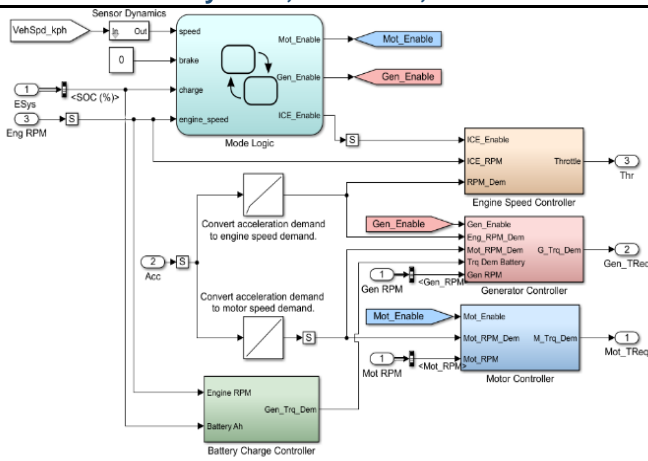 Sensor Dynamics
VehSpd_kph
In
Out
speed
0
brake
1
ESys
<SOC (%)>
charge
3
Eng RPM
S
engine_speed
Mot_Enable
Gen_Enable
ICE_Enable
Mode Logic
Mot_Enable
Gen_Enable
S
ICE_Enable
ICE_RPM
RPM_Dem
Throttle
Engine Speed Controller
3
Thr
Convert acceleration demand
to engine speed demand.
2
Acc
S
Gen_Enable
Gen_Enable
Eng_RPM_Dem
Mot_RPM_Dem
Trq Dem Battery
Gen RPM
G_Trq_Dem
Generator Controller
2
Gen_TReq
1
Gen RPM
<Gen_RPM>
Convert acceleration demand
to motor speed demand.
S
Mot_Enable
Mot_Enable
Mot_RPM_Dem
Mot_RPM
M_Trq_Dem
Motor Controller
1
Mot_TReq
1
Mot RPM
<Mot_RPM>
Engine RPM
Battery Ah
Gen_Trq_Dem
Battery Charge Controller